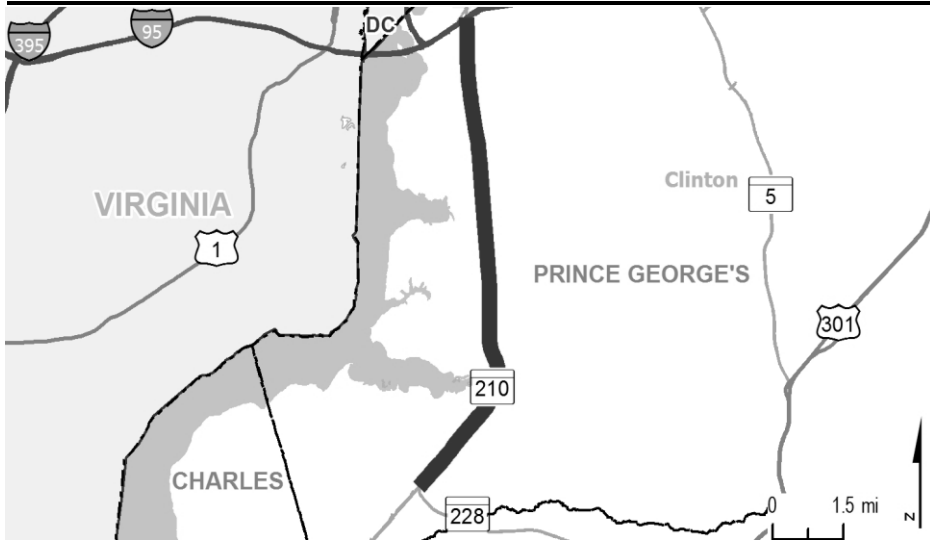 DC
395
95
Clinton
5
VIRGINIA
1
PRINCE GEORGE'S
301
210
CHARLES
228
0 1.5 mi
N